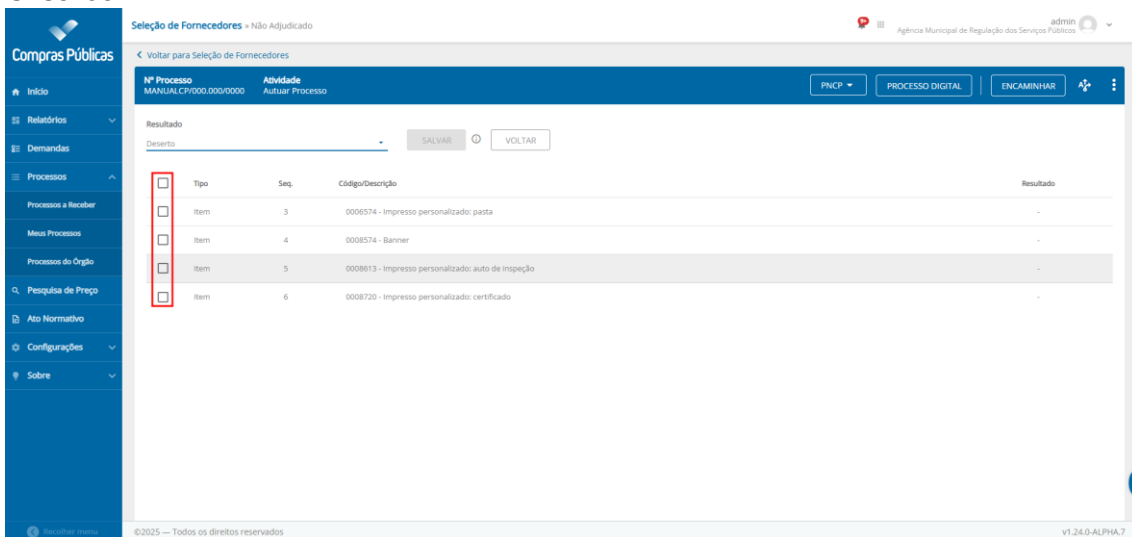 Seleção de Fornecedores » Não Adjudicado
admin
Agência Municipal de Regulação dos Serviços Públicos
Compras Públicas
Voltar para Seleção de Fornecedores
Nº Processo
MANUALCP/000.000/0000
Atividade
Autuar Processo
PNCP
PROCESSO DIGITAL
ENCAMINHAR
Início
Relatórios
Demandas
Processos
Processos a Receber
Meus Processos
Processos do Órgão
Pesquisa de Preço
Ato Normativo
Configurações
Sobre
Recolher menu
Resultado
Deserto
SALVAR
VOLTAR
Tipo Seq. Código/Descrição Resultado
Item 3 0006574 - Impresso personalizado: pasta -
Item 4 0008574 - Banner -
Item 5 0008613 - Impresso personalizado: auto de inspeção -
Item 6 0008720 - Impresso personalizado: certificado -
©2025 — Todos os direitos reservados
v1.24.0-ALPHA.7